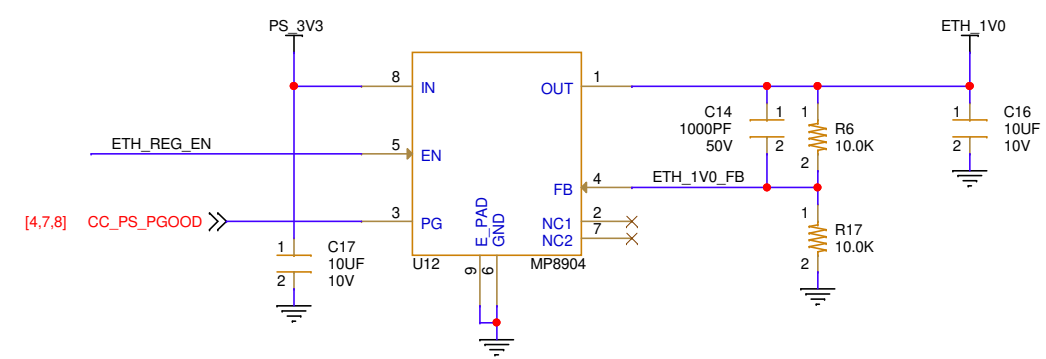 PS_3V3
ETH_1V0
8
IN
OUT
1
C14
1000PF
50V
1
2
1
R6
10.0K
2
1
C16
10UF
10V
2
ETH_REG_EN
5
EN
FB
4
ETH_1V0_FB
[4,7,8]
CC_PS_PGOOD
3
PG
E_PAD
GND
NC1
2
NC2
7
1
R17
10.0K
2
1
C17
10UF
10V
2
U12
MP8904
9
6